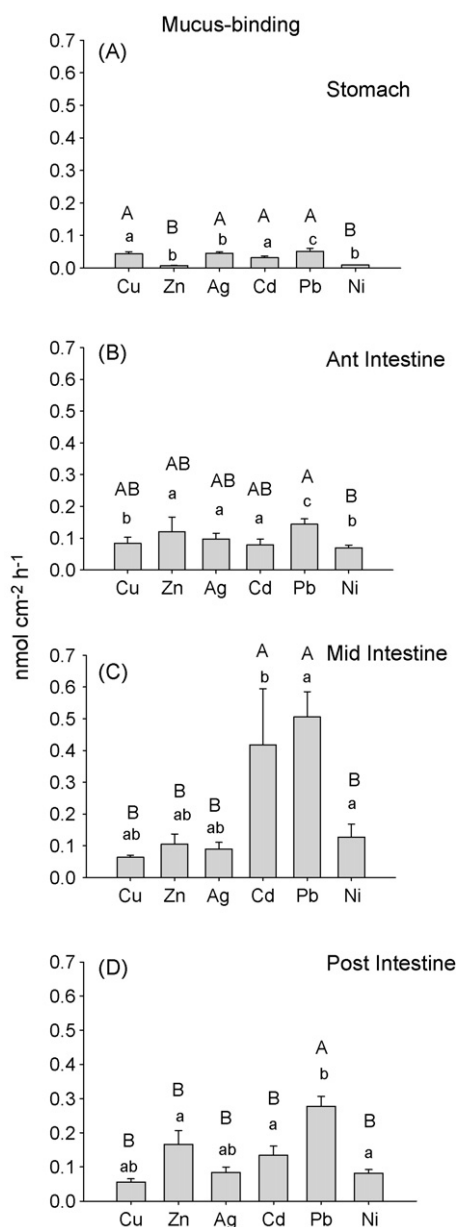 Mucus-binding
(A)
Stomach
0.7
0.6
0.5
0.4
0.3
0.2
0.1
0.0
A B A A A B
a b b a c b
Cu Zn Ag Cd Pb Ni
(B)
Ant Intestine
0.7
0.6
0.5
0.4
0.3
0.2
0.1
0.0
AB AB AB AB A B
b a a a c b
Cu Zn Ag Cd Pb Ni
nmol cm-2 h-1
(C)
Mid Intestine
0.7
0.6
0.5
0.4
0.3
0.2
0.1
0.0
B B B A A B
ab ab ab b a a
Cu Zn Ag Cd Pb Ni
(D)
Post Intestine
0.7
0.6
0.5
0.4
0.3
0.2
0.1
0.0
B B B B A B
ab a ab a b a
Cu Zn Ag Cd Pb Ni